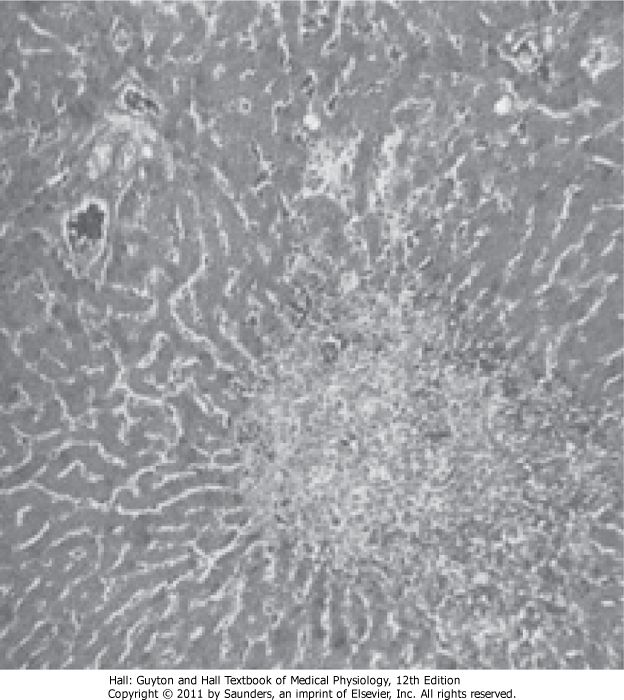 Hall: Guyton and Hall Textbook of Medical Physiology, 12th Edition
Copyright © 2011 by Saunders, an imprint of Elsevier, Inc. All rights reserved.